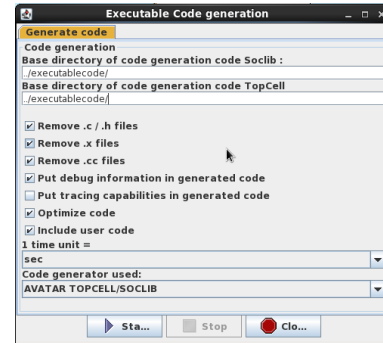 Executable Code generation
Generate code
Code generation
Base directory of code generation code Soclib :
../executablecode/
Base directory of code generation code TopCell
../executablecode/
Remove .c / .h files
Remove .x files
Remove .cc files
Put debug information in generated code
Put tracing capabilities in generated code
Optimize code
Include user code
1 time unit =
sec
Code generator used:
AVATAR TOPCELL/SOCLIB
Sta... Stop Clo...